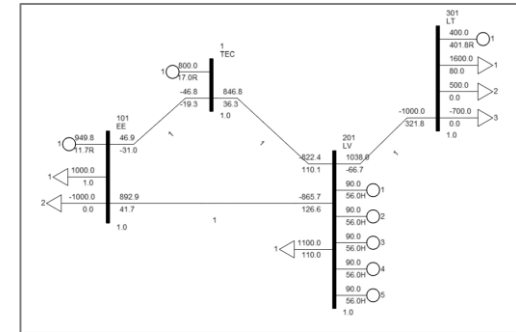 1
TEC
1 800.0
17.0R
-46.8 846.8
-19.3 36.3
1.0
301
LT
400.0 1
401.8R
1600.0 1
80.0
500.0 2
0.0
-1000.0 -700.0 3
321.8 0.0
1.0
101
EE
1 949.8 46.9
11.7R -31.0
1 1000.0
1.0
2 -1000.0 892.9
0.0 41.7
1.0
1
1
1
1
201
LV
-822.4 1038.0
110.1 -66.7
90.0 1
56.0H
-865.7 90.0 2
126.6 56.0H
90.0 3
56.0H
1 1100.0 90.0 4
110.0 56.0H
90.0 5
56.0H
1.0